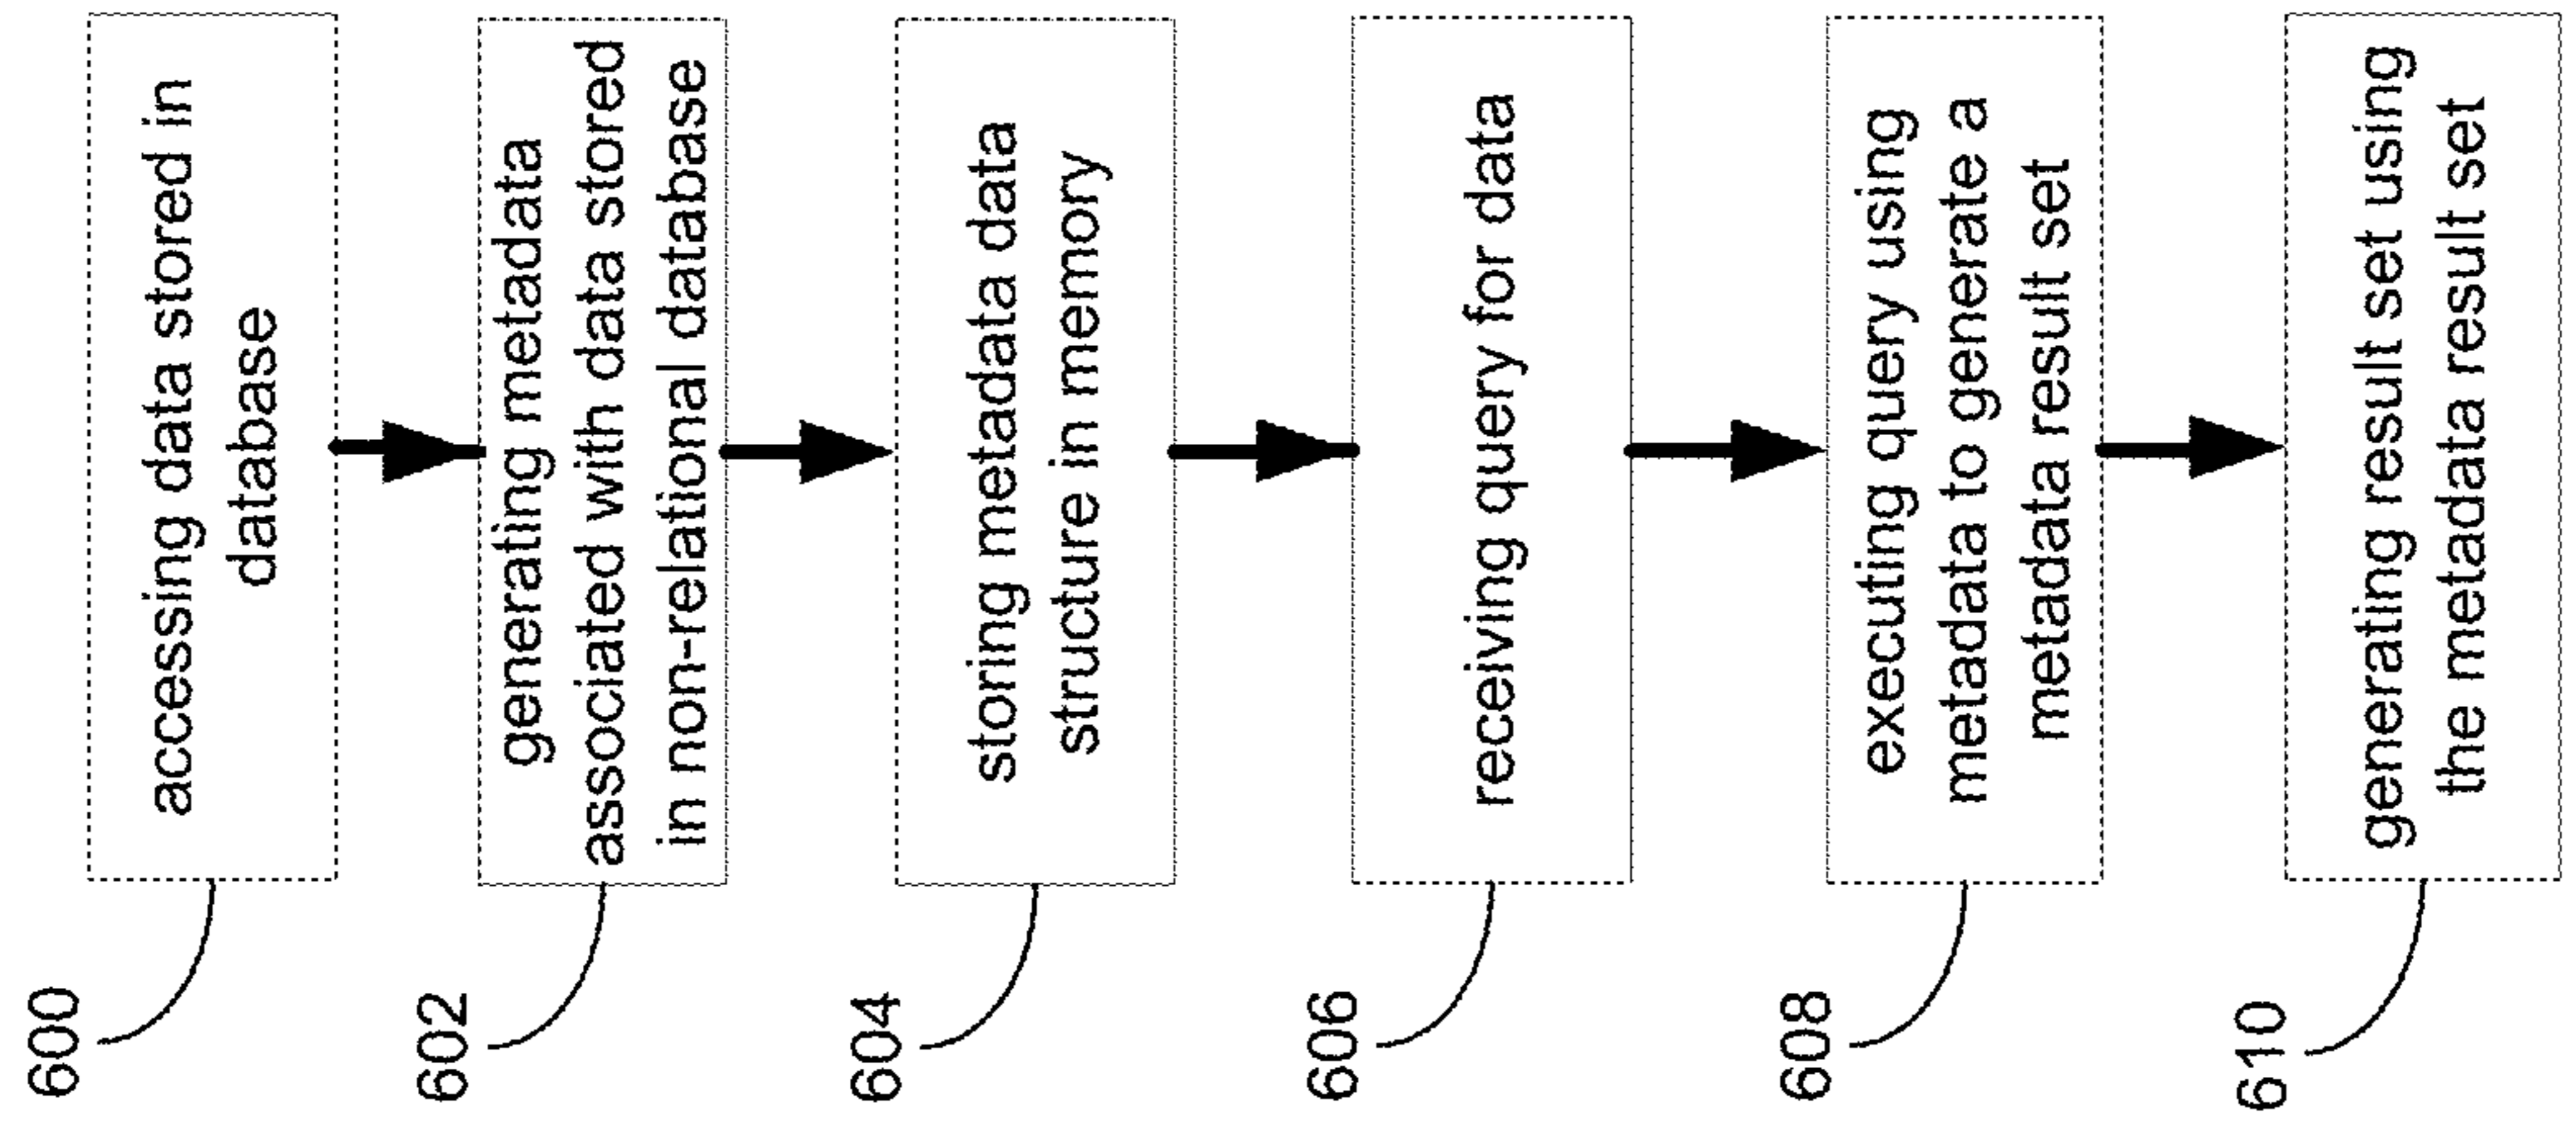 600
accessing data stored in
database
602
generating metadata
associated with data stored
in non-relational database
604
storing metadata data
structure in memory
606
receiving query for data
608
executing query using
metadata to generate a
metadata result set
610
generating result set using
the metadata result set